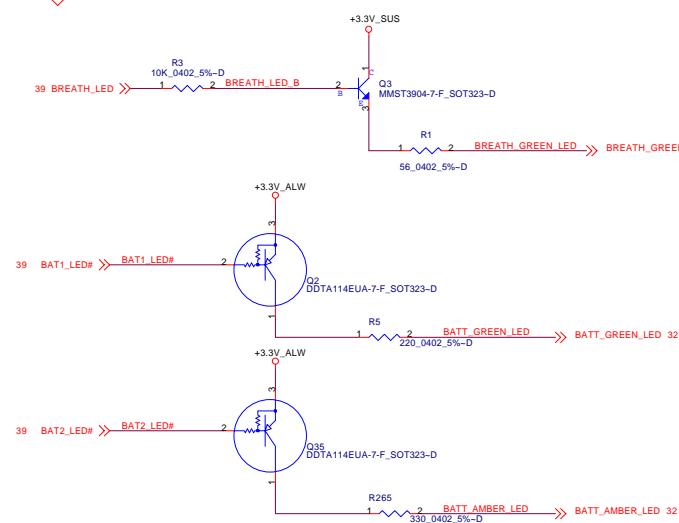 +3.3V_SUS
R3
10K_0402_5%~D
39 BREATH_LED
1
2
BREATH_LED_B
2
B
1
C
E
3
Q3
MMST3904-7-F_SOT323~D
R1
1
2
BREATH_GREEN_LED
BREATH_GREEN
56_0402_5%~D
+3.3V_ALW
3
39 BAT1_LED#
BAT1_LED#
2
Q2
DDTA114EUA-7-F_SOT323~D
1
R5
1
2
BATT_GREEN_LED
BATT_GREEN_LED 32
220_0402_5%~D
+3.3V_ALW
3
39 BAT2_LED#
BAT2_LED#
2
Q35
DDTA114EUA-7-F_SOT323~D
1
R265
1
2
BATT_AMBER_LED
BATT_AMBER_LED 32
330_0402_5%~D